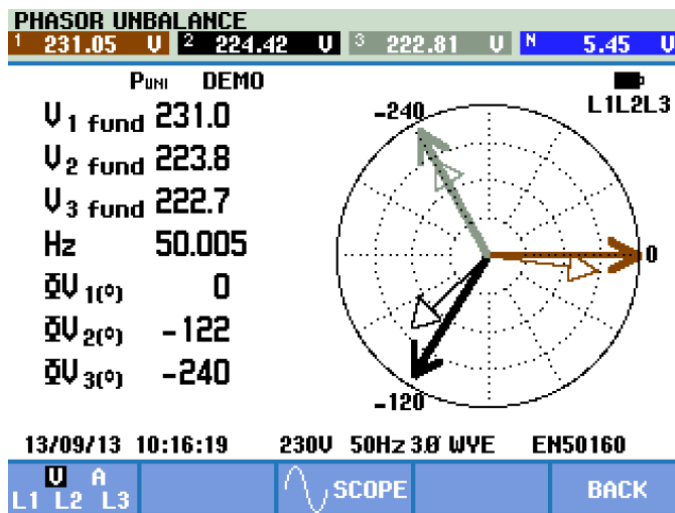 PHASOR UNBALANCE
1 231.05 V 2 224.42 V 3 222.81 V N 5.45 V
PUNI DEMO
L1L2L3
V1 fund 231.0
V2 fund 223.8
V3 fund 222.7
Hz 50.005
ΦV1(°) 0
ΦV2(°) -122
ΦV3(°) -240
-240
0
-120
13/09/13 10:16:19 230V 50Hz 3.0 WYE EN50160
V A
L1 L2 L3
SCOPE
BACK